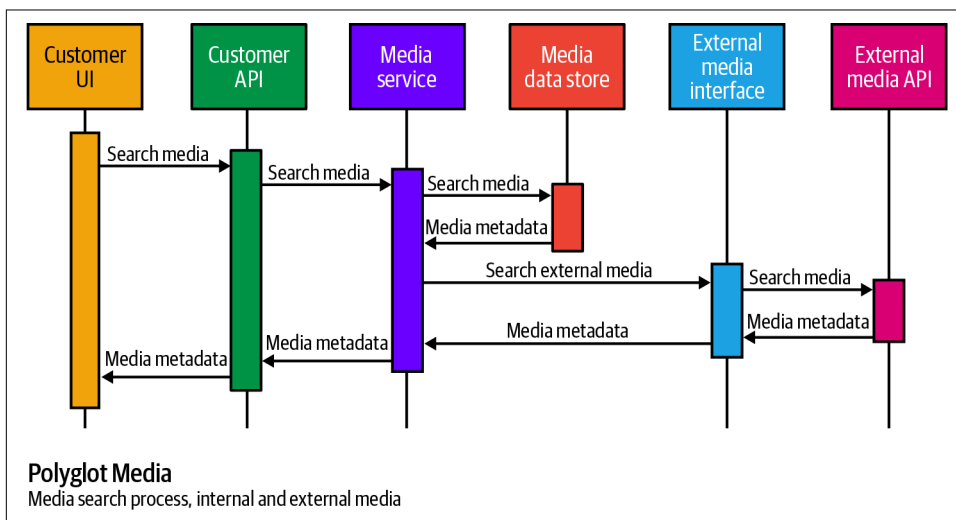 Customer
UI
Customer
API
Media
service
Media
data store
External
media
interface
External
media API
Search media
Search media
Search media
Media metadata
Search external media
Search media
Media metadata
Media metadata
Media metadata
Media metadata
Polyglot Media
Media search process, internal and external media